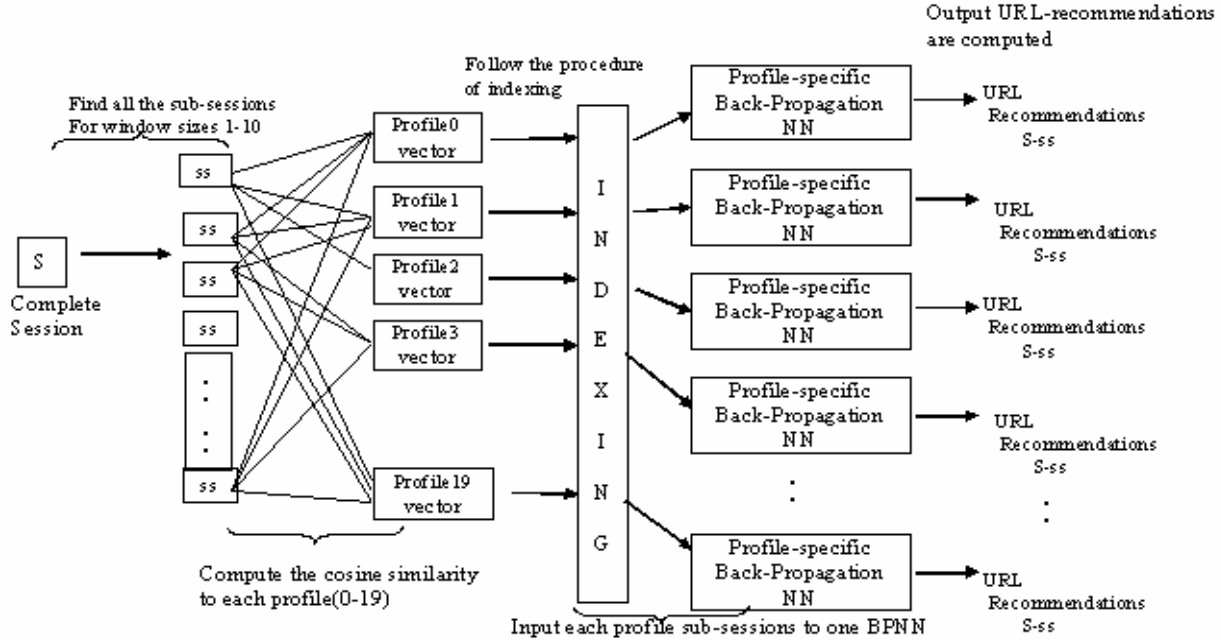 Output URL-recommendations
are computed
Follow the procedure
of indexing
Find all the sub-sessions
For window sizes 1-10
S
Complete
Session
ss
ss
ss
ss
ss
Profile0
vector
Profile1
vector
Profile2
vector
Profile3
vector
Profile19
vector
Compute the cosine similarity
to each profile(0-19)
I
N
D
E
X
I
N
G
Profile-specific
Back-Propagation
NN
Profile-specific
Back-Propagation
NN
Profile-specific
Back-Propagation
NN
Profile-specific
Back-Propagation
NN
Profile-specific
Back-Propagation
NN
Input each profile sub-sessions to one BPNN
URL
Recommendations
S-ss
URL
Recommendations
S-ss
URL
Recommendations
S-ss
URL
Recommendations
S-ss
URL
Recommendations
S-ss